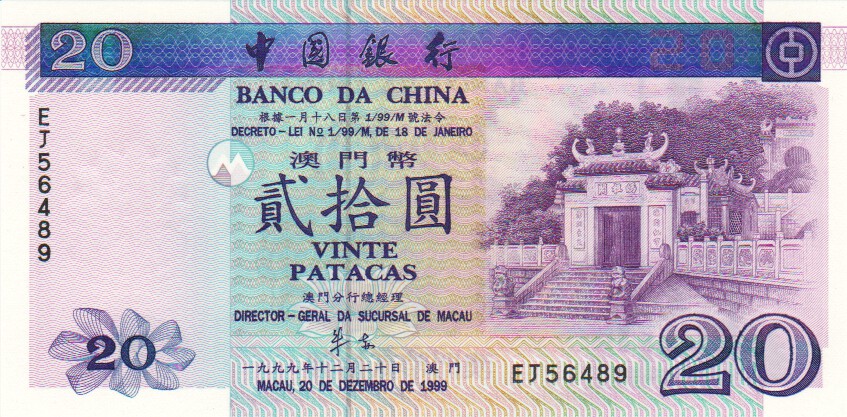 20 中國銀行 20
BANCO DA CHINA
根據一月十八日第 1/99/M 號法令
DECRETO – LEI Nº 1/99/M, DE 18 DE JANEIRO
EJ56489
澳門幣
貳拾圓
VINTE
PATACAS
澳門分行總經理
DIRECTOR – GERAL DA SUCURSAL DE MACAU
20
一九九九年十二月二十日 澳門
MACAU, 20 DE DEZEMBRO DE 1999
EJ56489
20